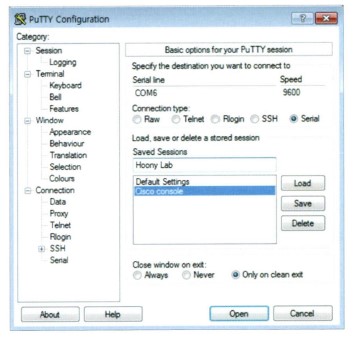 PuTTY Configuration
Category:
Session
Logging
Terminal
Keyboard
Bell
Features
Window
Appearance
Behaviour
Translation
Selection
Colours
Connection
Data
Proxy
Telnet
Rlogin
SSH
Serial
Basic options for your PuTTY session
Specify the destination you want to connect to
Serial line Speed
COM6 9600
Connection type:
Raw Telnet Rlogin SSH Serial
Load, save or delete a stored session
Saved Sessions
Hoony Lab
Default Settings
Cisco console
Load
Save
Delete
Close window on exit:
Always Never Only on clean exit
About Help Open Cancel